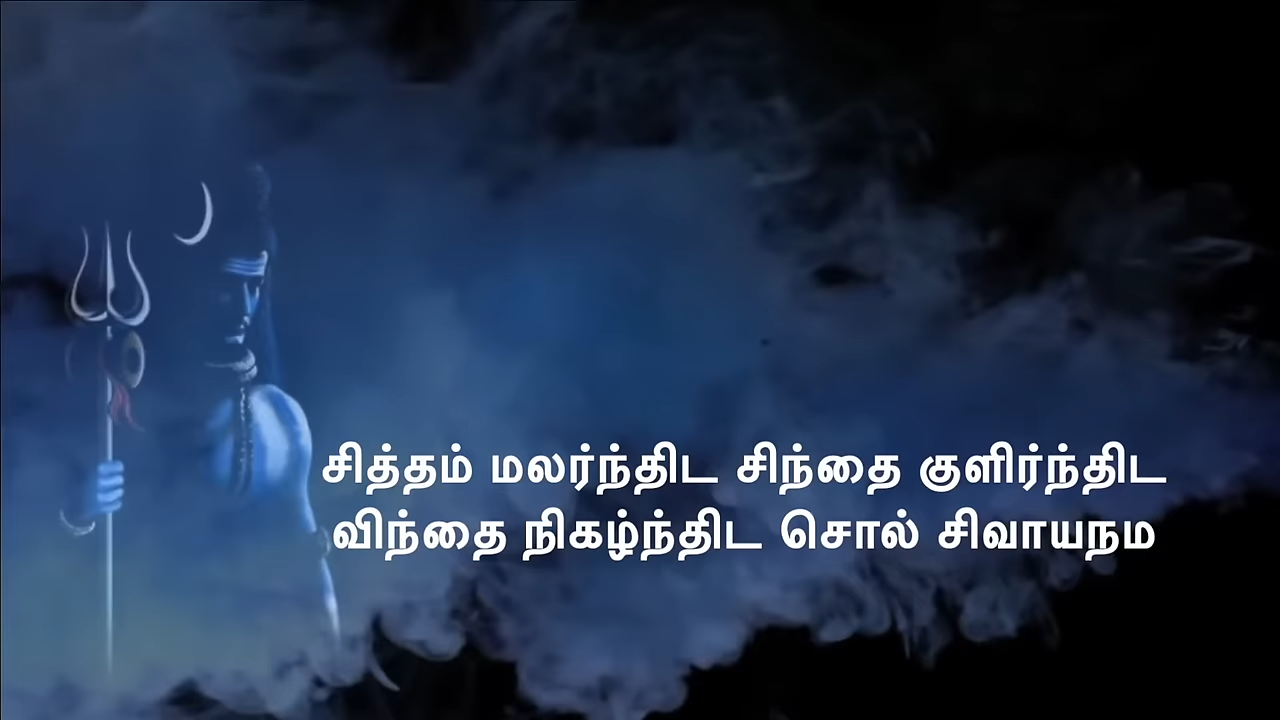 சித்தம் மலர்ந்திட சிந்தை குளிர்ந்திட
விந்தை நிகழ்ந்திட சொல் சிவாயநம